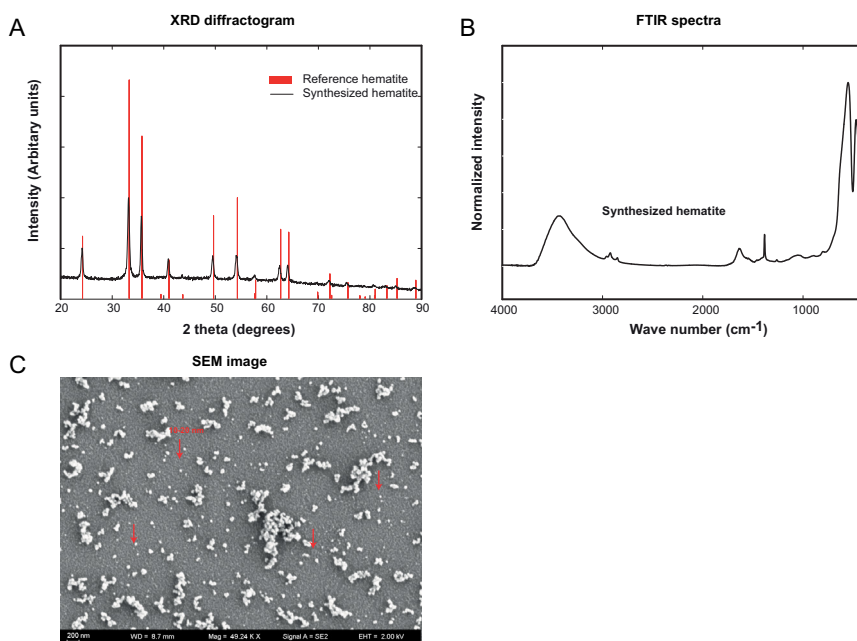 A
XRD diffractogram
Intensity (Arbitary units)
Reference hematite
Synthesized hematite
20 30 40 50 60 70 80 90
2 theta (degrees)
B
FTIR spectra
Normalized intensity
Synthesized hematite
4000 3000 2000 1000
Wave number (cm-1)
C
SEM image
200 nm WD = 8.7 mm Mag = 49.24 K X Signal A = SE2 EHT = 2.00 kV